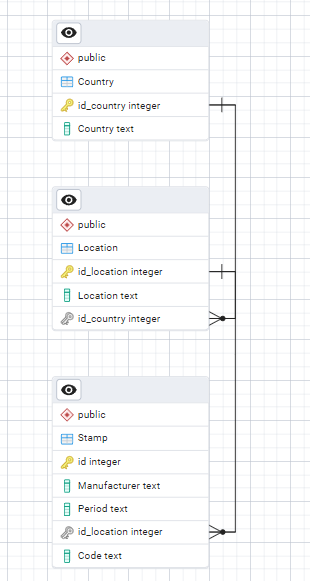 public
Country
id_country integer
Country text
public
Location
id_location integer
Location text
id_country integer
public
Stamp
id integer
Manufacturer text
Period text
id_location integer
Code text